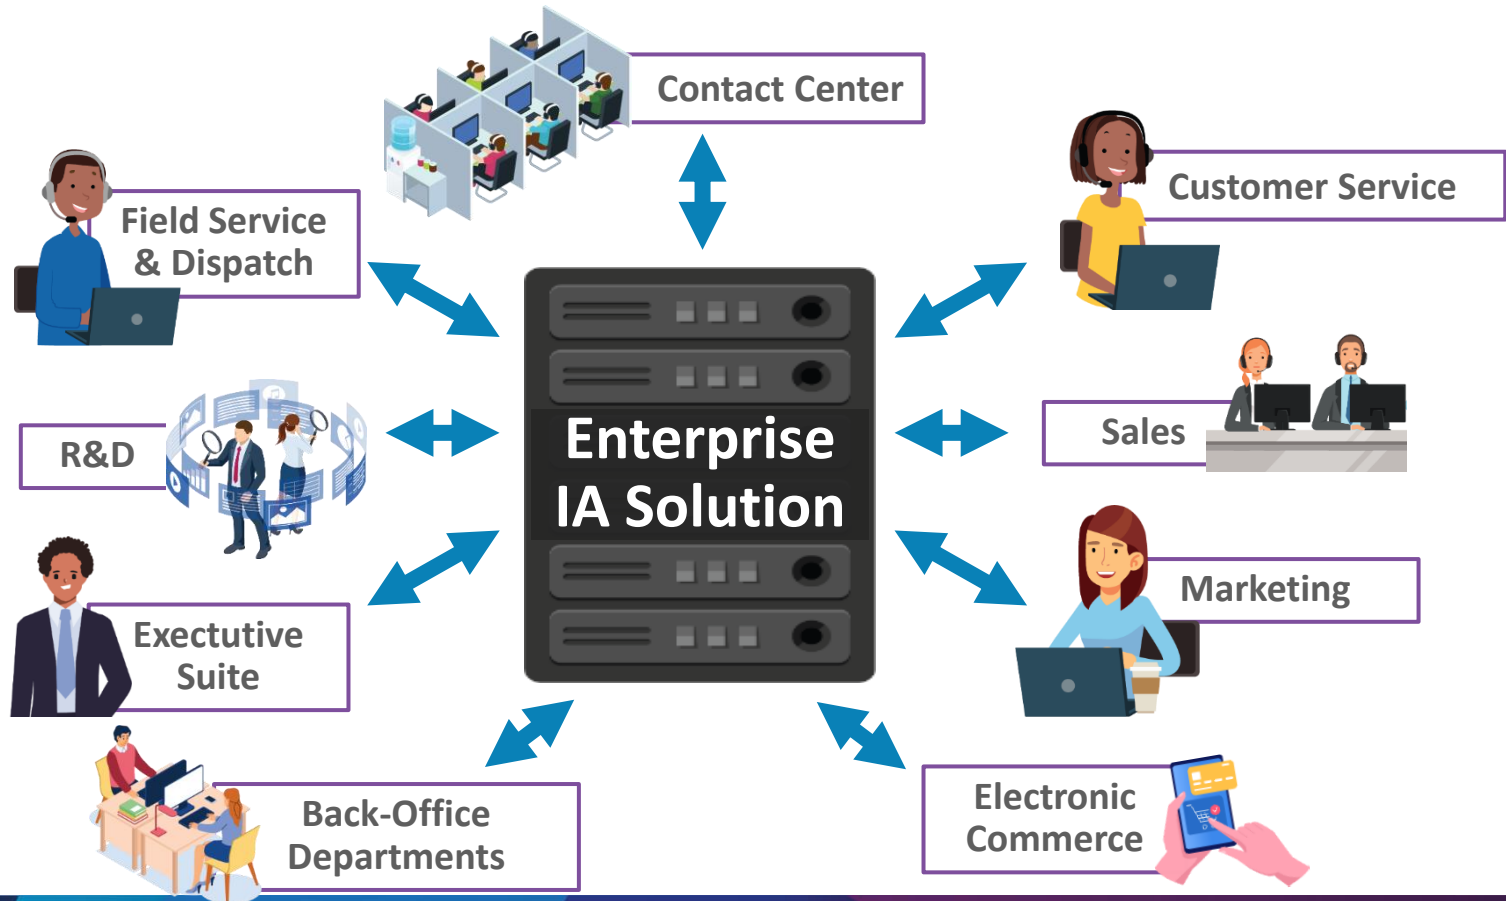 Contact Center
Customer Service
Field Service
& Dispatch
Enterprise
IA Solution
Sales
R&D
Marketing
Exectutive
Suite
Back-Office
Departments
Electronic
Commerce